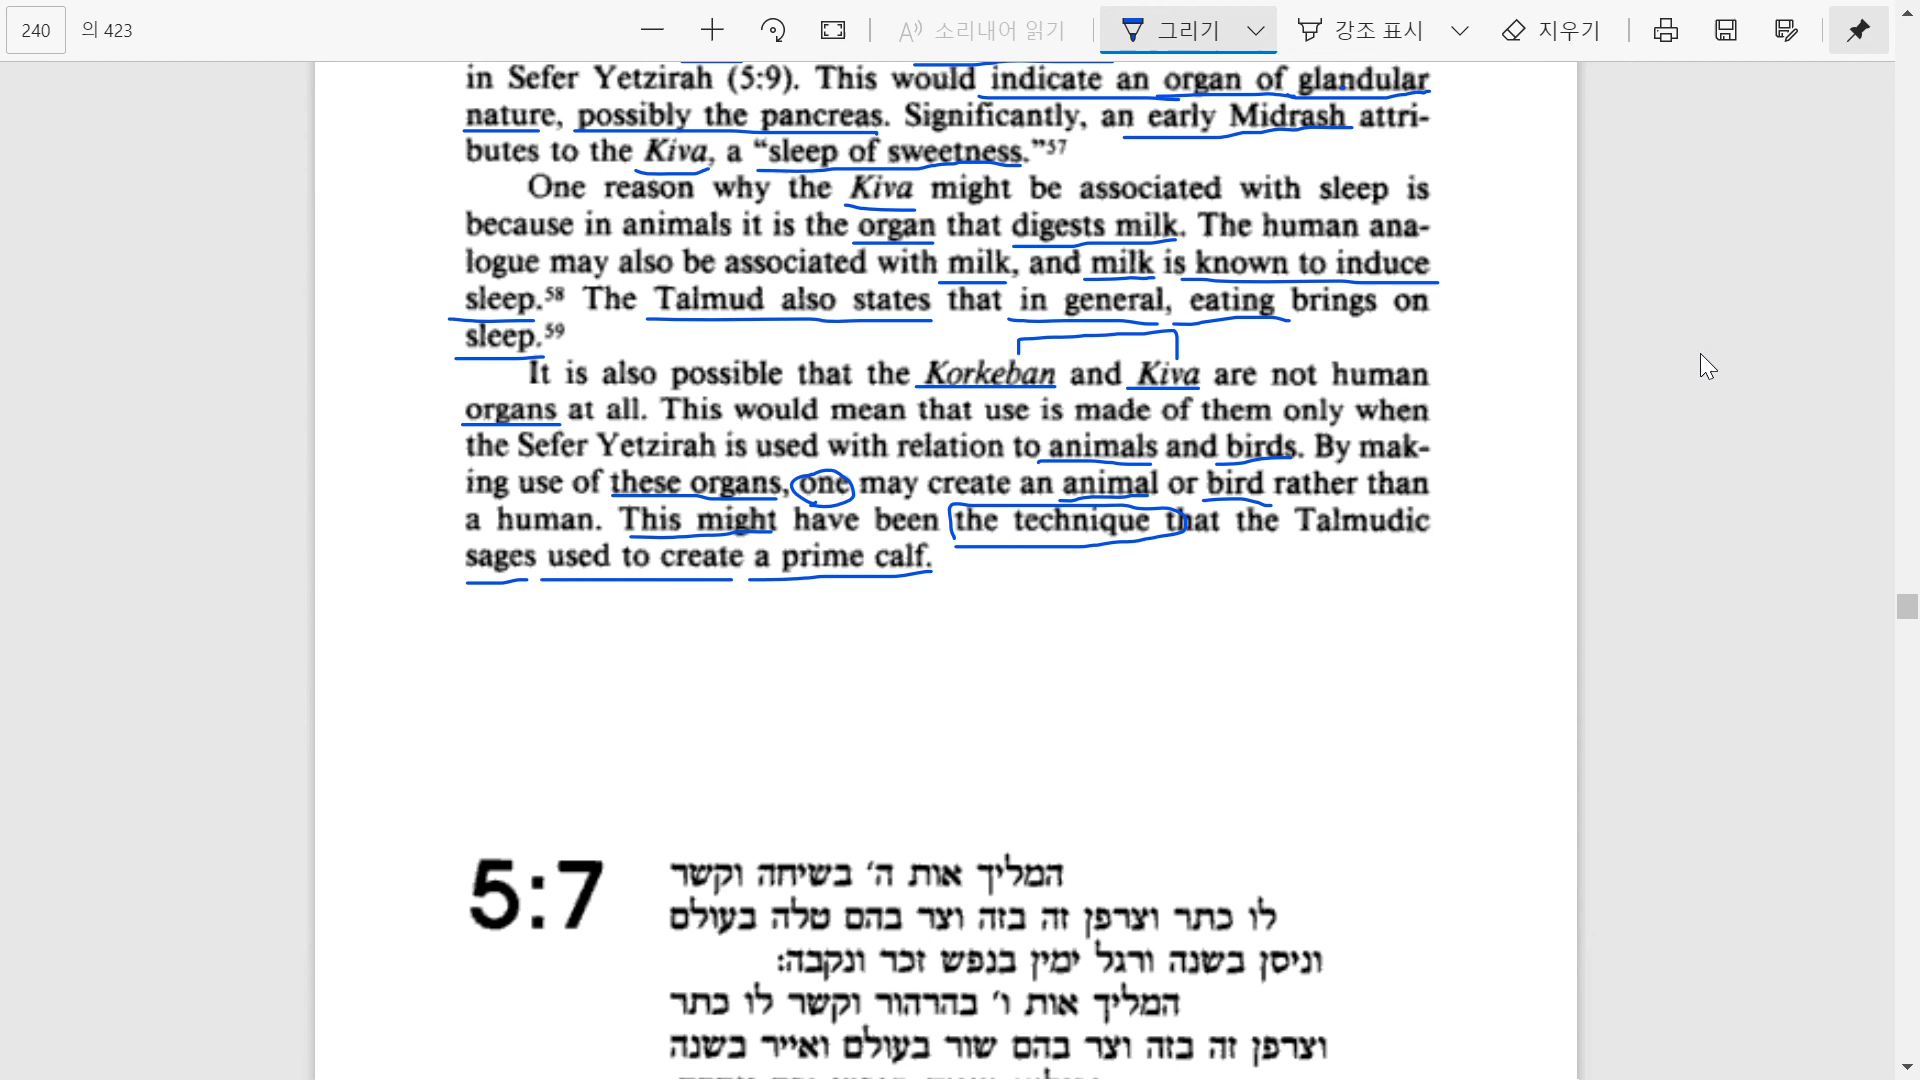 240 의 423 A)) 소리내어 읽기 그리기 강조 표시 지우기
in Sefer Yetzirah (5:9). This would indicate an organ of glandular
nature, possibly the pancreas. Significantly, an early Midrash attri-
butes to the Kiva, a “sleep of sweetness.”57
One reason why the Kiva might be associated with sleep is
because in animals it is the organ that digests milk. The human ana-
logue may also be associated with milk, and milk is known to induce
sleep.58 The Talmud also states that in general, eating brings on
sleep.59
It is also possible that the Korkeban and Kiva are not human
organs at all. This would mean that use is made of them only when
the Sefer Yetzirah is used with relation to animals and birds. By mak-
ing use of these organs, one may create an animal or bird rather than
a human. This might have been the technique that the Talmudic
sages used to create a prime calf.
5:7
המליך אות ה׳ בשיחה וקשר
לו כתר וצרפן זה בזה וצר בהם טלה בעולם
וניסן בשנה ורגל ימין בנפש זכר ונקבה:
המליך אות ו׳ בהרהור וקשר לו כתר
וצרפן זה בזה וצר בהם שור בעולם ואייר בשנה